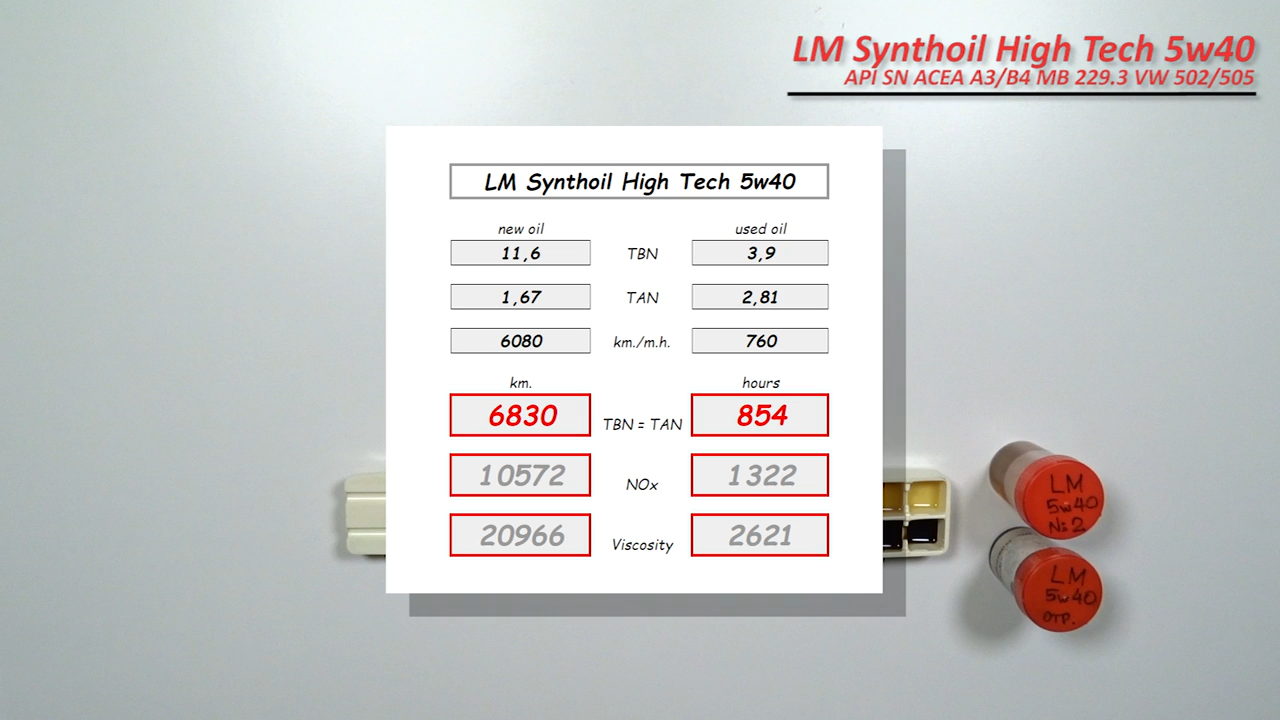 LM Synthoil High Tech 5w40
API SN ACEA A3/B4 MB 229.3 VW 502/505
LM Synthoil High Tech 5w40
new oil used oil
11,6 TBN 3,9
1,67 TAN 2,81
6080 km./m.h. 760
km. hours
6830 TBN = TAN 854
10572 NOx 1322
20966 Viscosity 2621
LM
5w40
№2
LM
5w40
отр.